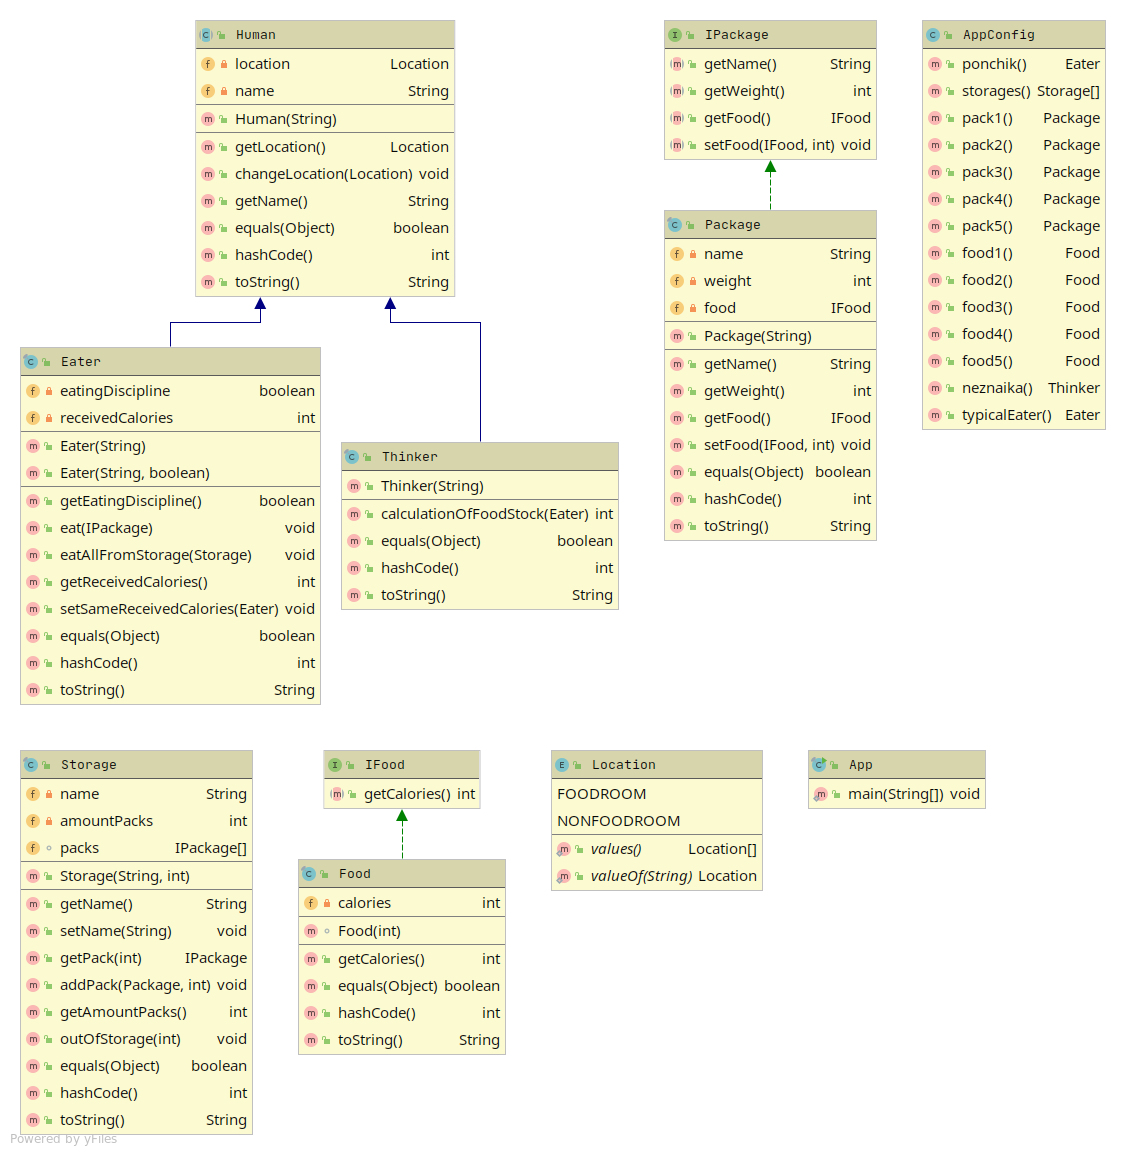 Human
location Location
name String
Human(String)
getLocation() Location
changeLocation(Location) void
getName() String
equals(Object) boolean
hashCode() int
toString() String
IPackage
getName() String
getWeight() int
getFood() IFood
setFood(IFood, int) void
AppConfig
ponchik() Eater
storages() Storage[]
pack1() Package
pack2() Package
pack3() Package
pack4() Package
pack5() Package
food1() Food
food2() Food
food3() Food
food4() Food
food5() Food
neznaika() Thinker
typicalEater() Eater
Package
name String
weight int
food IFood
Package(String)
getName() String
getWeight() int
getFood() IFood
setFood(IFood, int) void
equals(Object) boolean
hashCode() int
toString() String
Eater
eatingDiscipline boolean
receivedCalories int
Eater(String)
Eater(String, boolean)
getEatingDiscipline() boolean
eat(IPackage) void
eatAllFromStorage(Storage) void
getReceivedCalories() int
setSameReceivedCalories(Eater) void
equals(Object) boolean
hashCode() int
toString() String
Thinker
Thinker(String)
calculationOfFoodStock(Eater) int
equals(Object) boolean
hashCode() int
toString() String
Storage
name String
amountPacks int
packs IPackage[]
Storage(String, int)
getName() String
setName(String) void
getPack(int) IPackage
addPack(Package, int) void
getAmountPacks() int
outOfStorage(int) void
equals(Object) boolean
hashCode() int
toString() String
IFood
getCalories() int
Food
calories int
Food(int)
getCalories() int
equals(Object) boolean
hashCode() int
toString() String
Location
FOODROOM
NONFOODROOM
values() Location[]
valueOf(String) Location
App
main(String[]) void
Powered by yFiles